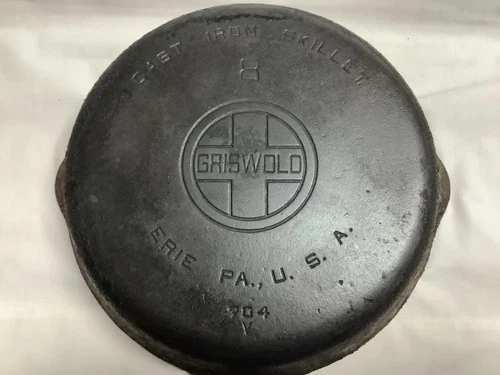 CAST IRON SKILLET
8
GRISWOLD
ERIE PA., U.S.A.
704
V